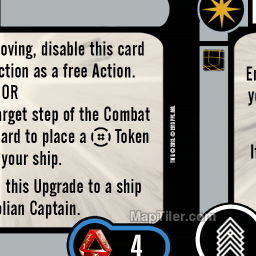 oving, disable this card
ction as a free Action.
OR
arget step of the Combat
ard to place a Token
your ship.
this Upgrade to a ship
olian Captain.
4
MapTiler.com